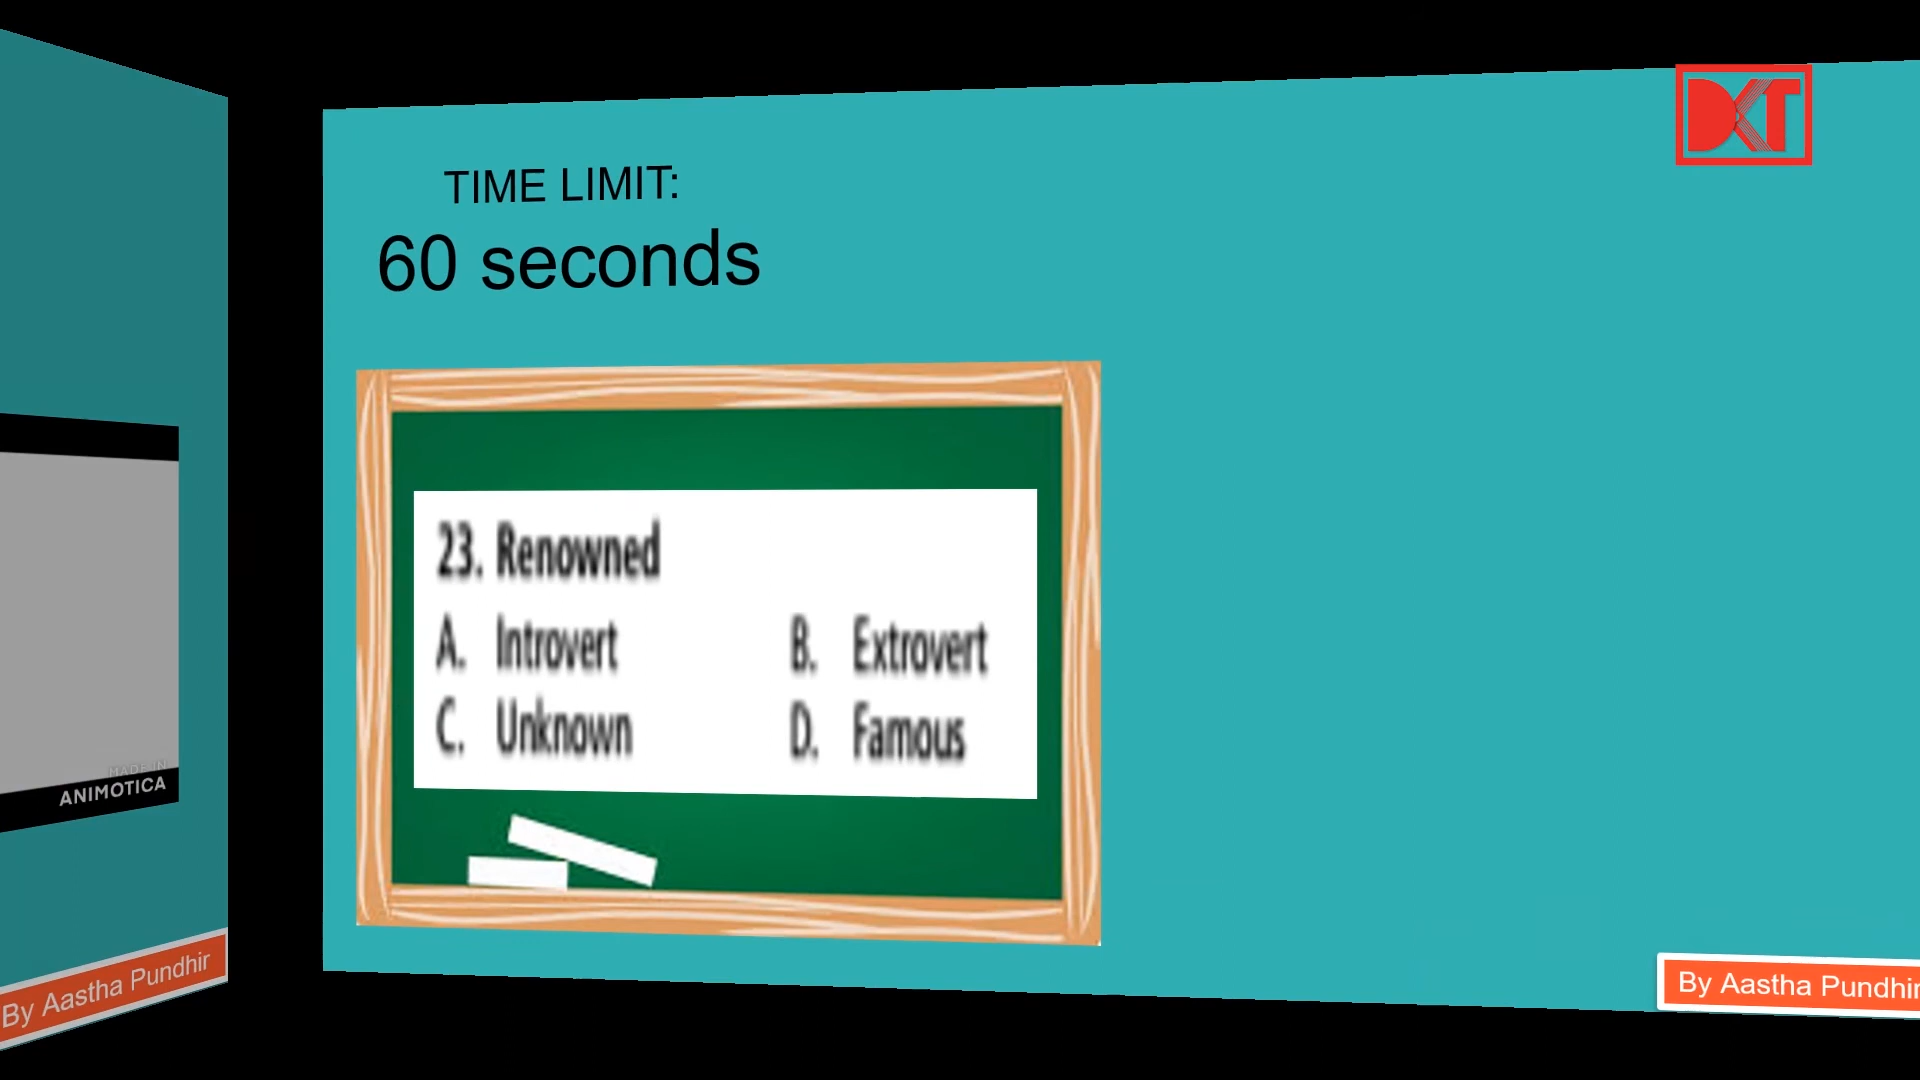 DKT
TIME LIMIT:
60 seconds
23. Renowned
A. Introvert B. Extrovert
C. Unknown D. Famous
MADE IN
ANIMOTICA
By Aastha Pundhir
By Aastha Pundhir